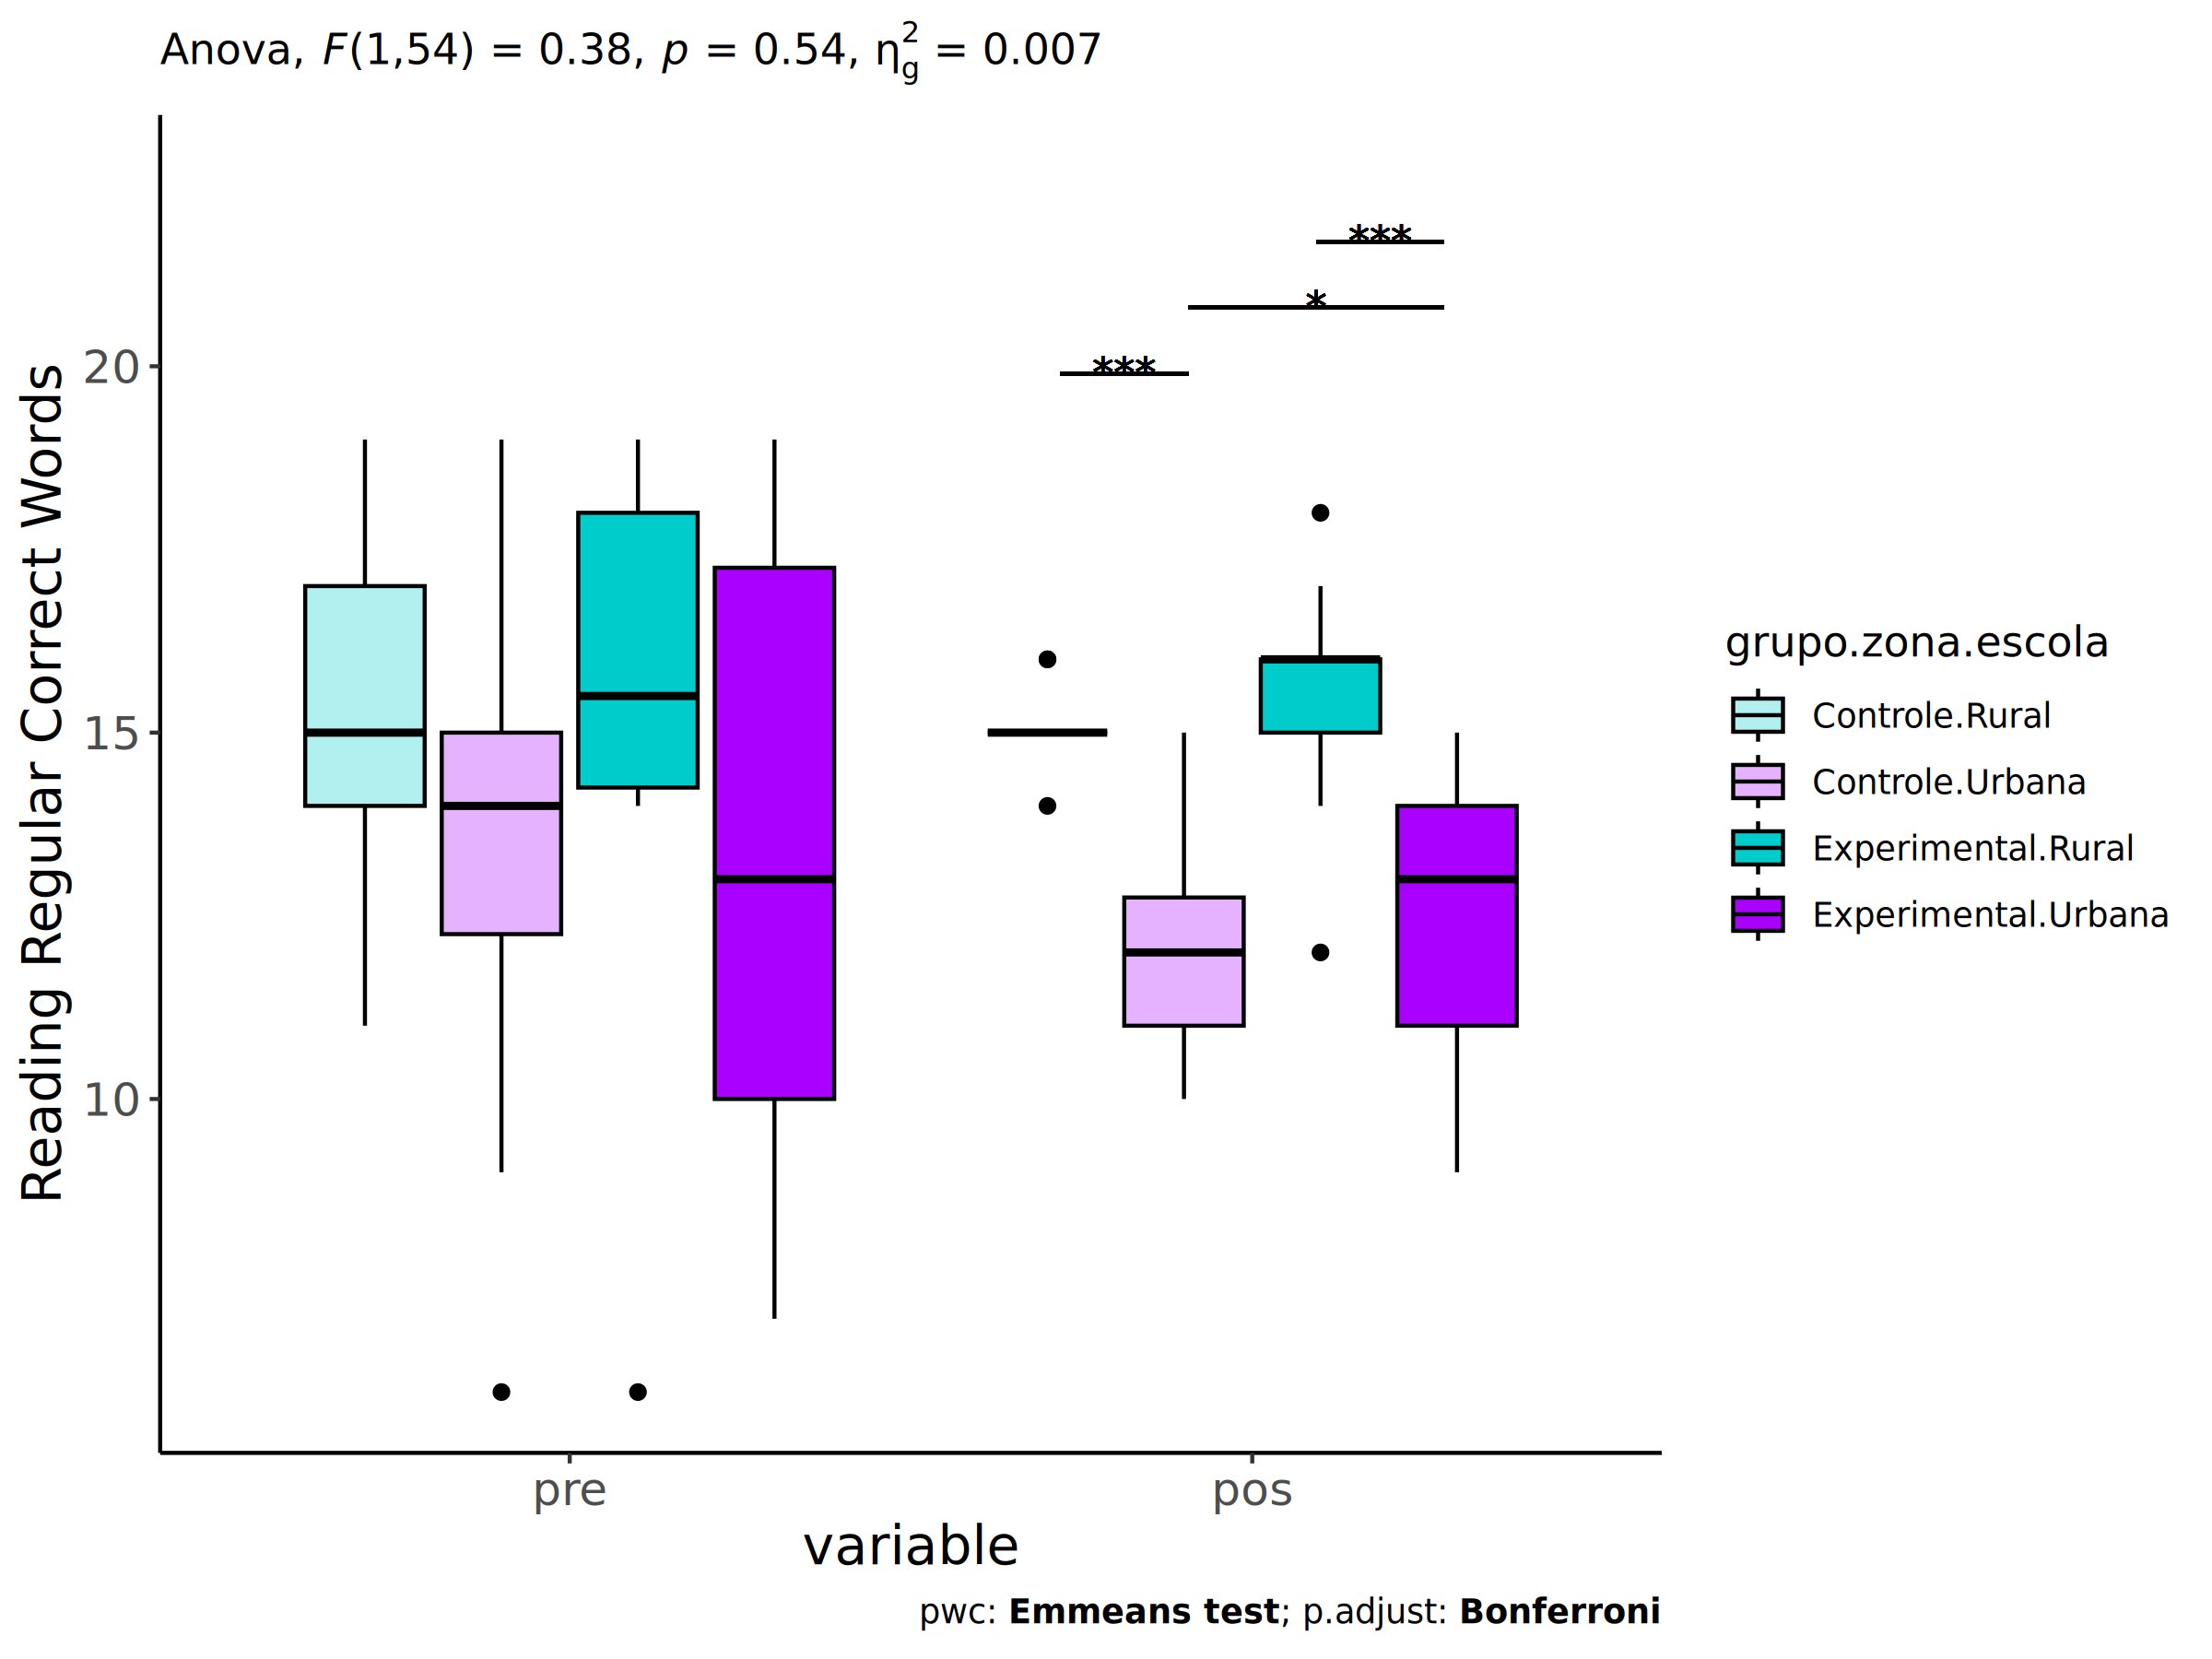 Anova, F(1,54) = 0.38, p = 0.54, η²g = 0.007
***
*
***
20
15
10
Reading Regular Correct Words
pre
pos
variable
grupo.zona.escola
Controle.Rural
Controle.Urbana
Experimental.Rural
Experimental.Urbana
pwc: Emmeans test; p.adjust: Bonferroni